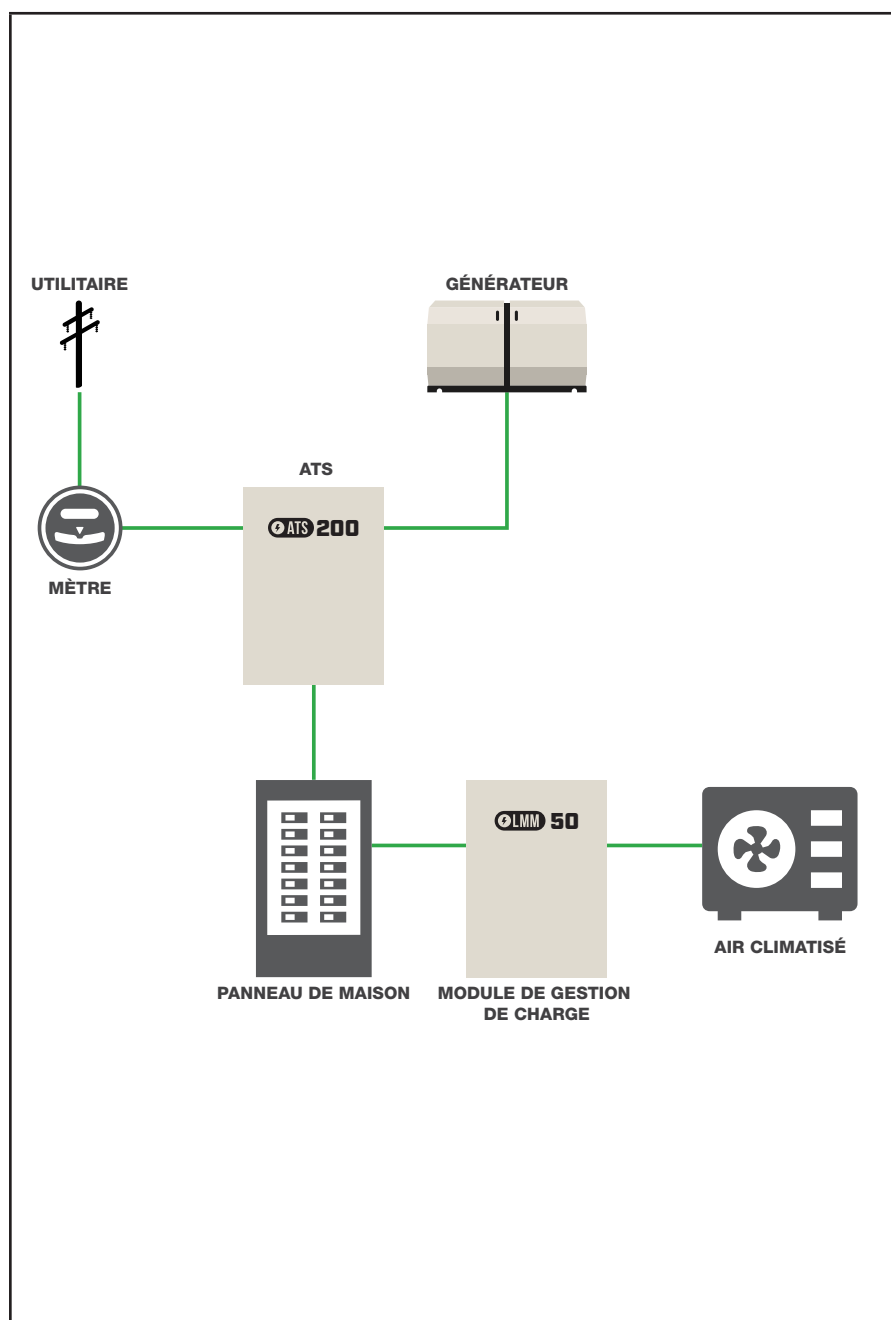 UTILITAIRE
GÉNÉRATEUR
ATS
ATS 200
MÈTRE
LMM 50
AIR CLIMATISÉ
PANNEAU DE MAISON
MODULE DE GESTION
DE CHARGE